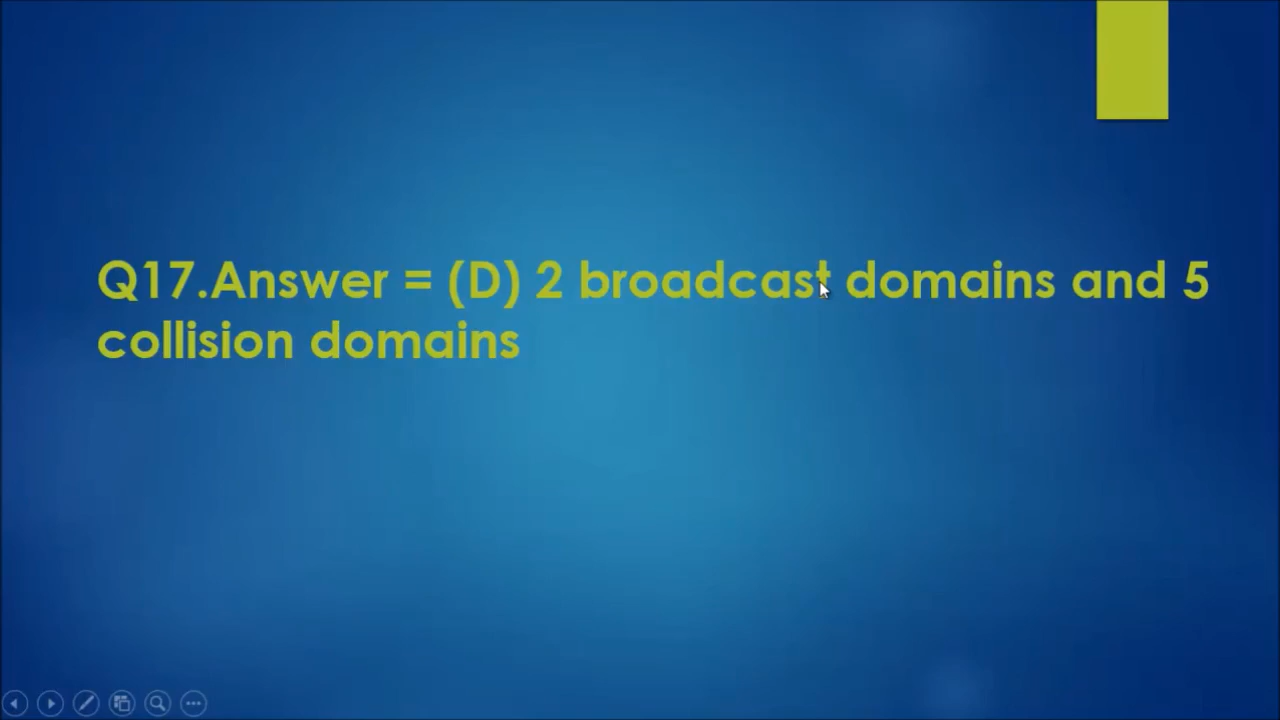 Q17.Answer = (D) 2 broadcast domains and 5
collision domains